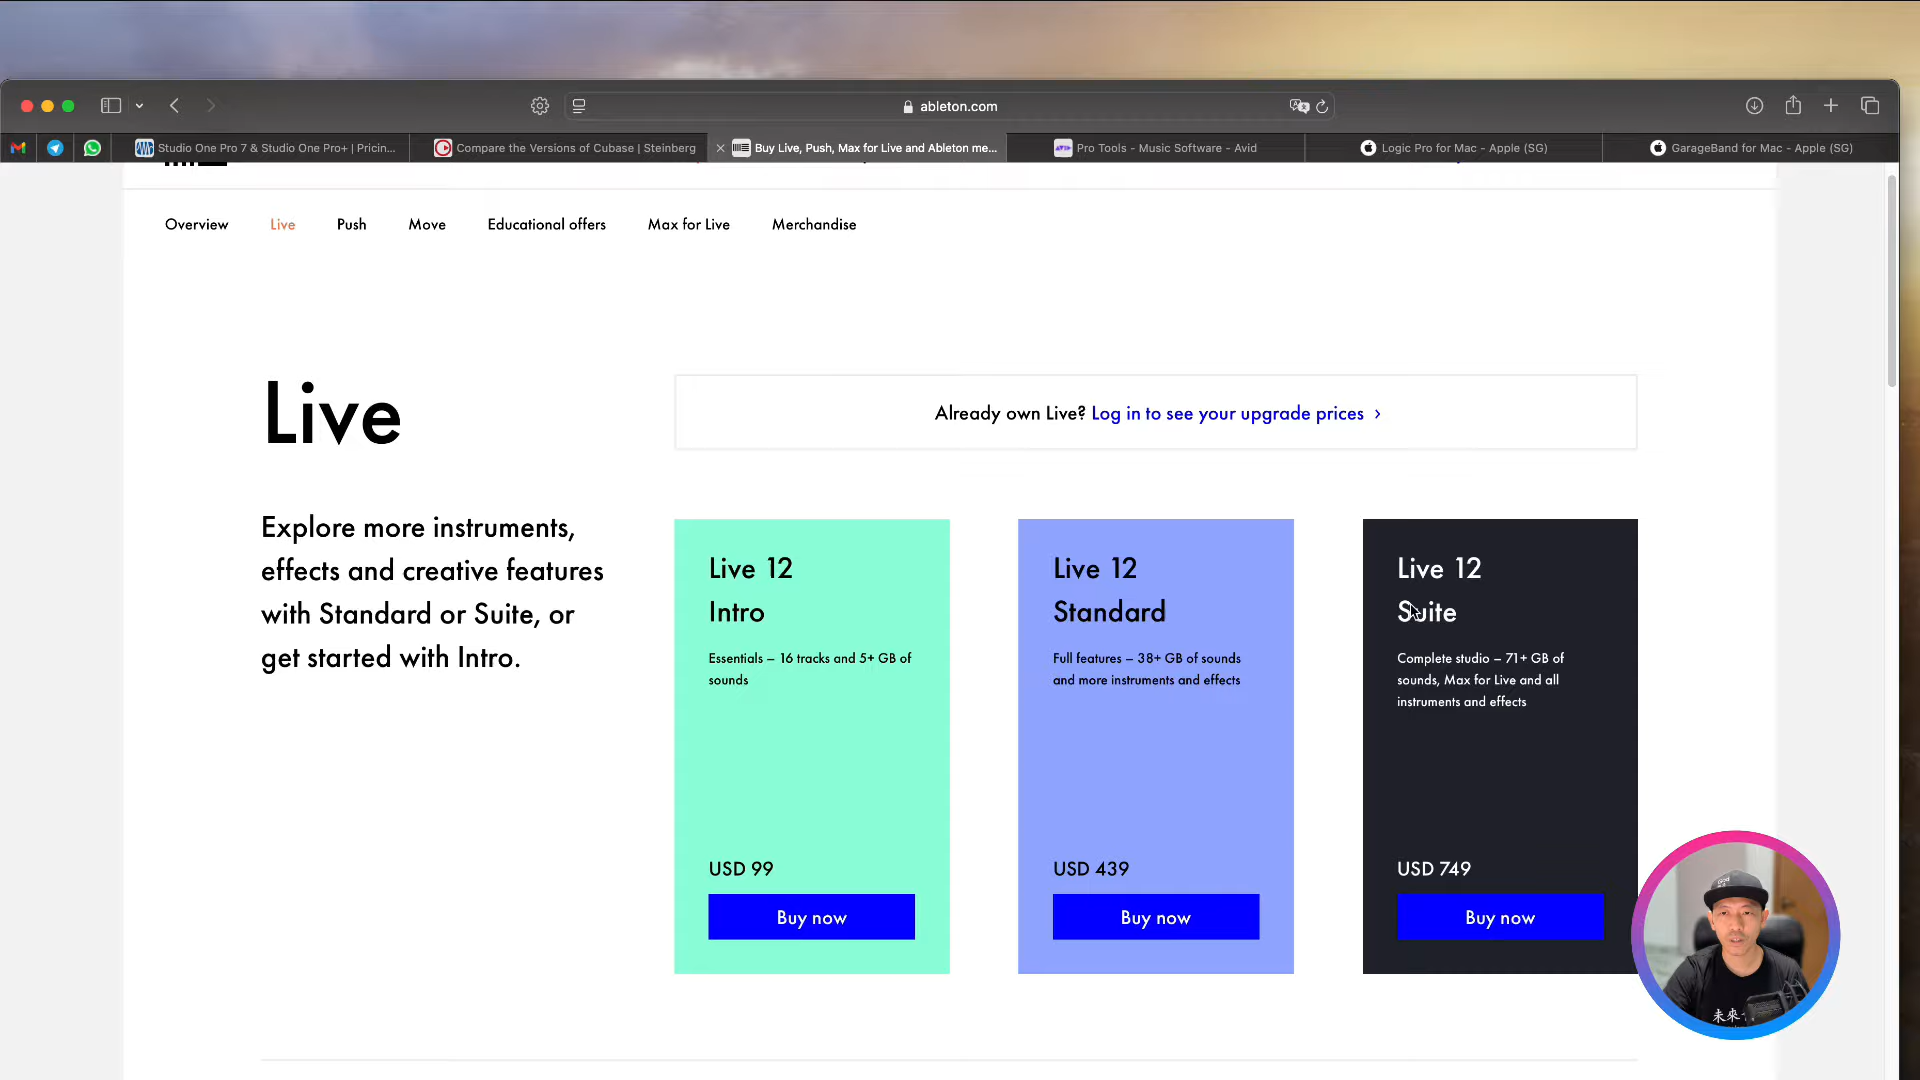 ableton.com
Studio One Pro 7 & Studio One Pro+ | Pricin...
Compare the Versions of Cubase | Steinberg
Buy Live, Push, Max for Live and Ableton me...
Pro Tools - Music Software - Avid
Logic Pro for Mac - Apple (SG)
GarageBand for Mac - Apple (SG)
Overview Live Push Move Educational offers Max for Live Merchandise
Live
Already own Live? Log in to see your upgrade prices ›
Explore more instruments,
effects and creative features
with Standard or Suite, or
get started with Intro.
Live 12
Intro
Essentials – 16 tracks and 5+ GB of
sounds
USD 99
Buy now
Live 12
Standard
Full features – 38+ GB of sounds
and more instruments and effects
USD 439
Buy now
Live 12
Suite
Complete studio – 71+ GB of
sounds, Max for Live and all
instruments and effects
USD 749
Buy now
未來